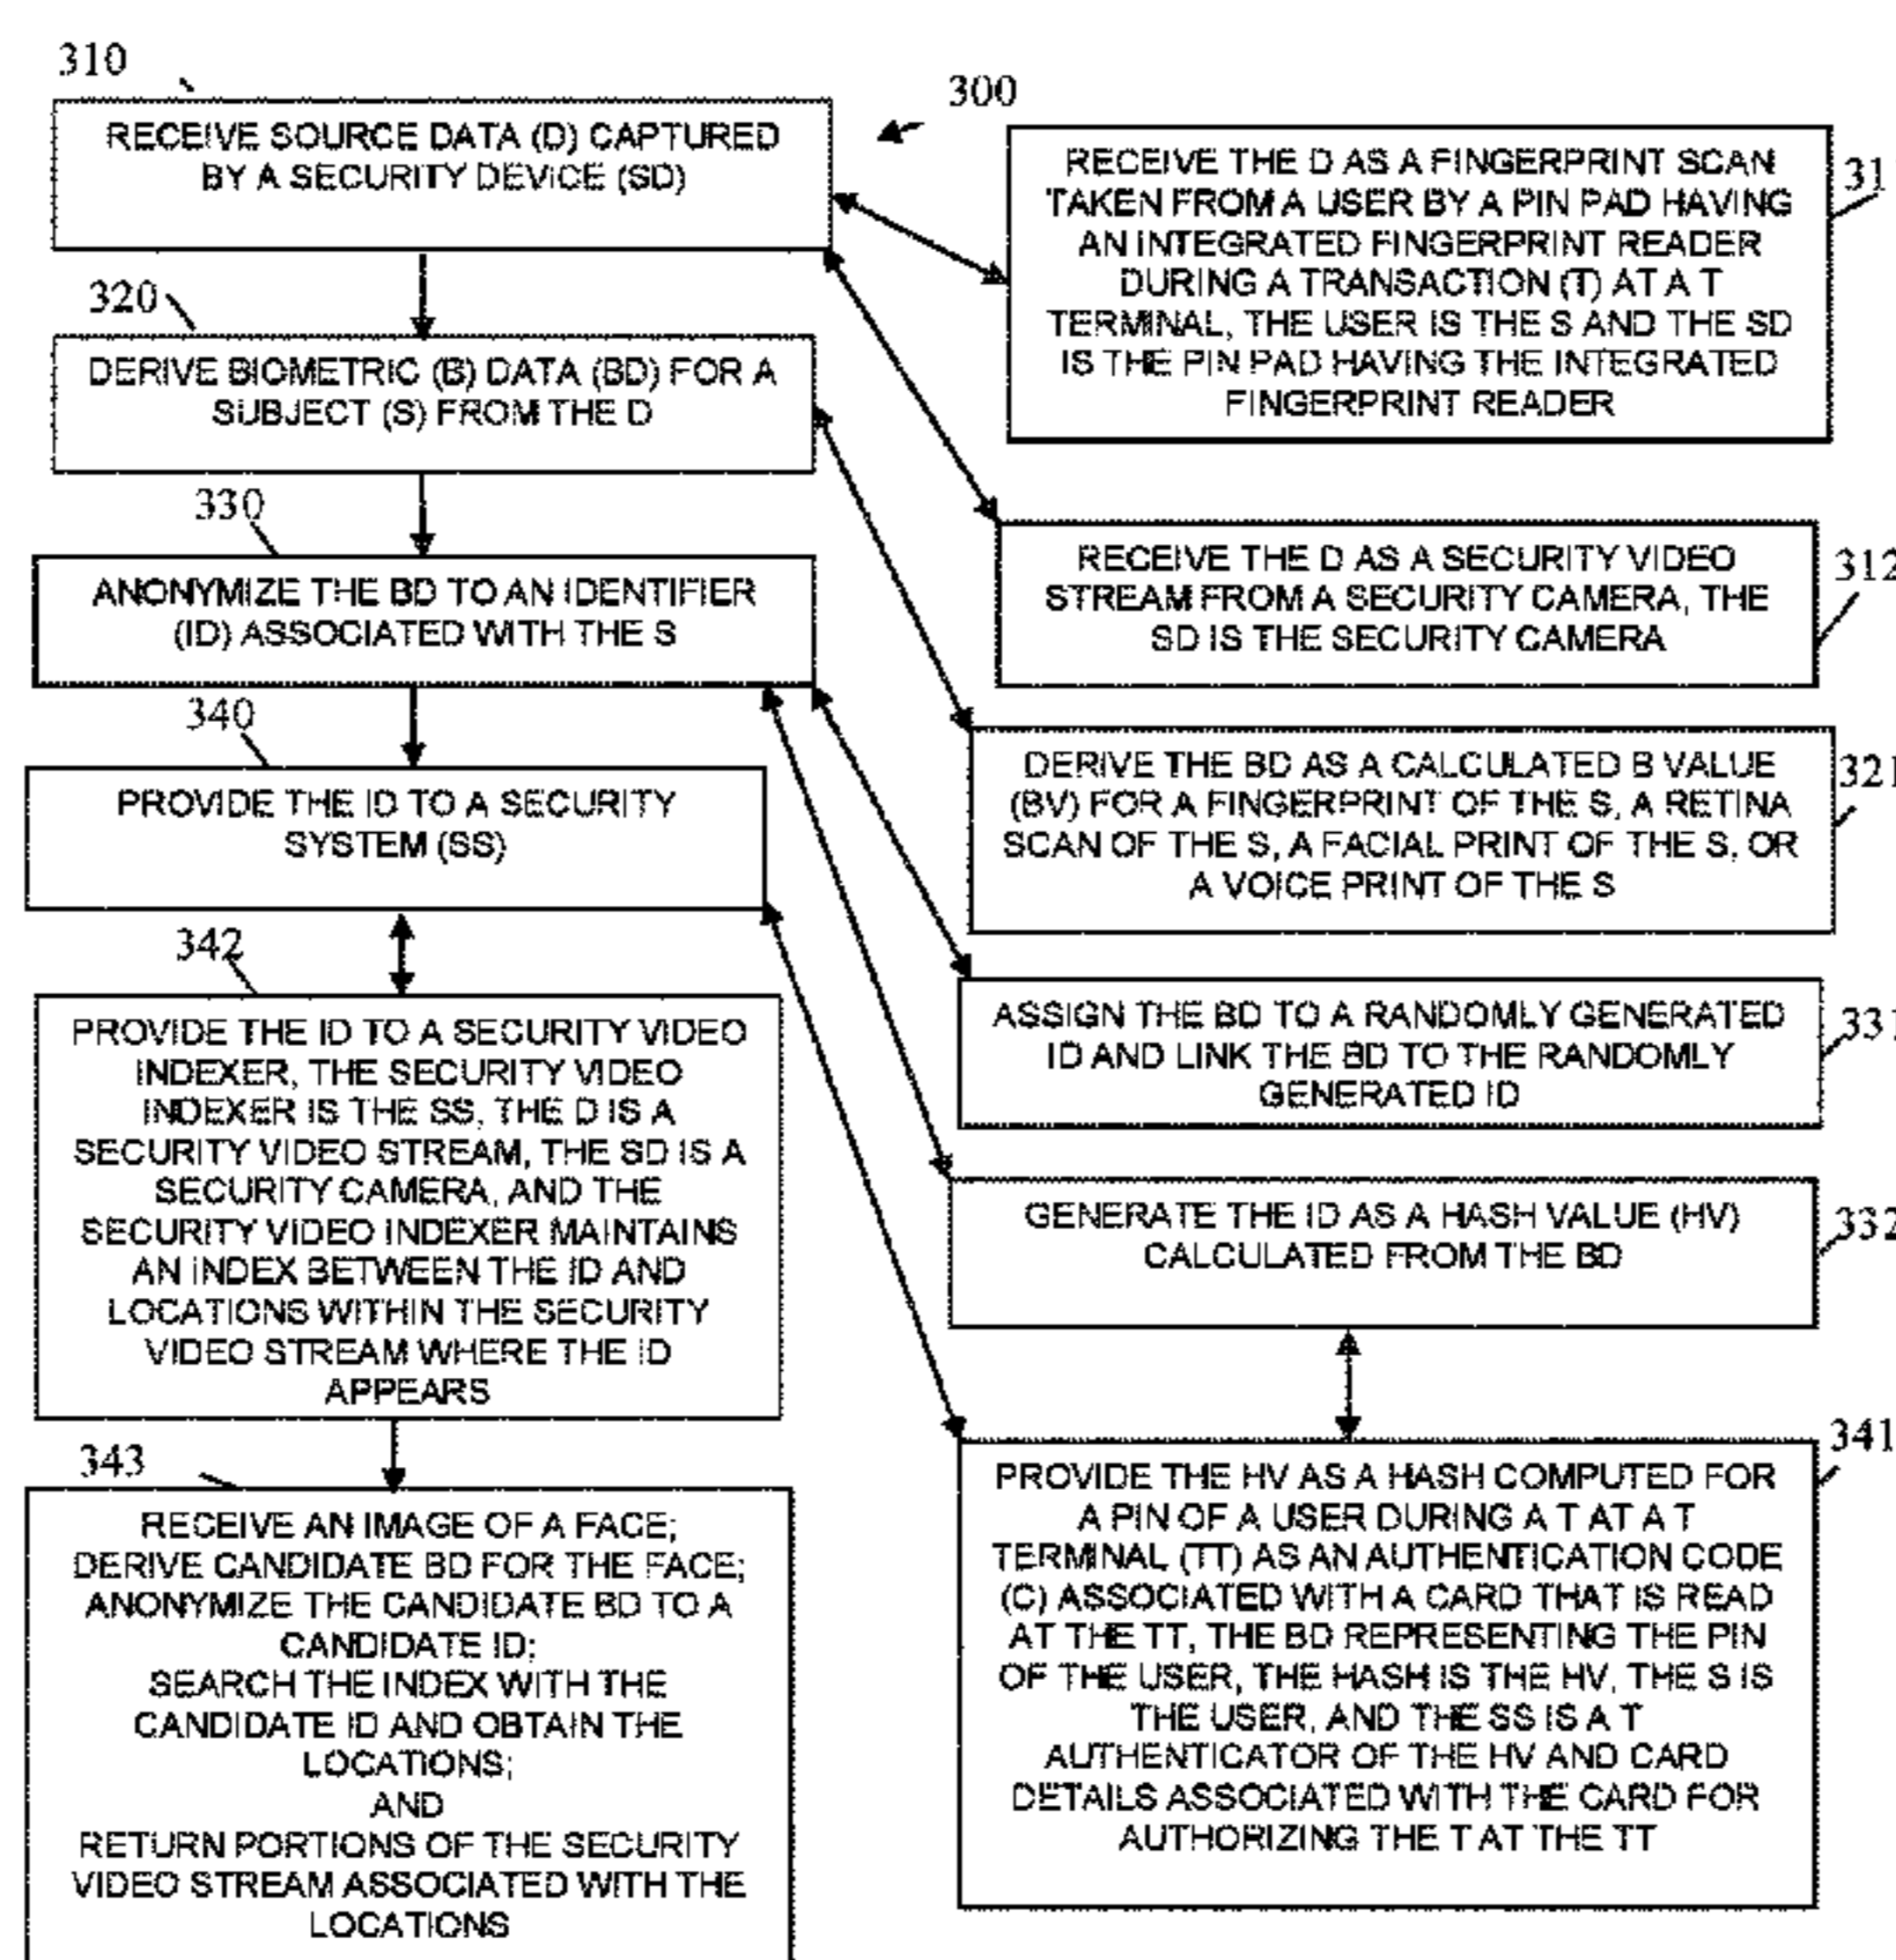 310
RECEIVE SOURCE DATA (D) CAPTURED
BY A SECURITY DEVICE (SD)
300
RECEIVE THE D AS A FINGERPRINT SCAN
TAKEN FROM A USER BY A PIN PAD HAVING
AN INTEGRATED FINGERPRINT READER
DURING A TRANSACTION (T) AT A T
TERMINAL, THE USER IS THE S AND THE SD
IS THE PIN PAD HAVING THE INTEGRATED
FINGERPRINT READER
31
320
DERIVE BIOMETRIC (B) DATA (BD) FOR A
SUBJECT (S) FROM THE D
330
ANONYMIZE THE BD TO AN IDENTIFIER
(ID) ASSOCIATED WITH THE S
RECEIVE THE D AS A SECURITY VIDEO
STREAM FROM A SECURITY CAMERA, THE
SD IS THE SECURITY CAMERA
312
340
PROVIDE THE ID TO A SECURITY
SYSTEM (SS)
DERIVE THE BD AS A CALCULATED B VALUE
(BV) FOR A FINGERPRINT OF THE S, A RETINA
SCAN OF THE S, A FACIAL PRINT OF THE S, OR
A VOICE PRINT OF THE S
321
342
PROVIDE THE ID TO A SECURITY VIDEO
INDEXER, THE SECURITY VIDEO
INDEXER IS THE SS, THE D IS A
SECURITY VIDEO STREAM, THE SD IS A
SECURITY CAMERA, AND THE
SECURITY VIDEO INDEXER MAINTAINS
AN INDEX BETWEEN THE ID AND
LOCATIONS WITHIN THE SECURITY
VIDEO STREAM WHERE THE ID
APPEARS
ASSIGN THE BD TO A RANDOMLY GENERATED
ID AND LINK THE BD TO THE RANDOMLY
GENERATED ID
331
GENERATE THE ID AS A HASH VALUE (HV)
CALCULATED FROM THE BD
332
343
RECEIVE AN IMAGE OF A FACE;
DERIVE CANDIDATE BD FOR THE FACE;
ANONYMIZE THE CANDIDATE BD TO A
CANDIDATE ID;
SEARCH THE INDEX WITH THE
CANDIDATE ID AND OBTAIN THE
LOCATIONS;
AND
RETURN PORTIONS OF THE SECURITY
VIDEO STREAM ASSOCIATED WITH THE
LOCATIONS
341
PROVIDE THE HV AS A HASH COMPUTED FOR
A PIN OF A USER DURING A T AT A T
TERMINAL (TT) AS AN AUTHENTICATION CODE
(C) ASSOCIATED WITH A CARD THAT IS READ
AT THE TT, THE BD REPRESENTING THE PIN
OF THE USER, THE HASH IS THE HV, THE S IS
THE USER, AND THE SS IS A T
AUTHENTICATOR OF THE HV AND CARD
DETAILS ASSOCIATED WITH THE CARD FOR
AUTHORIZING THE T AT THE TT